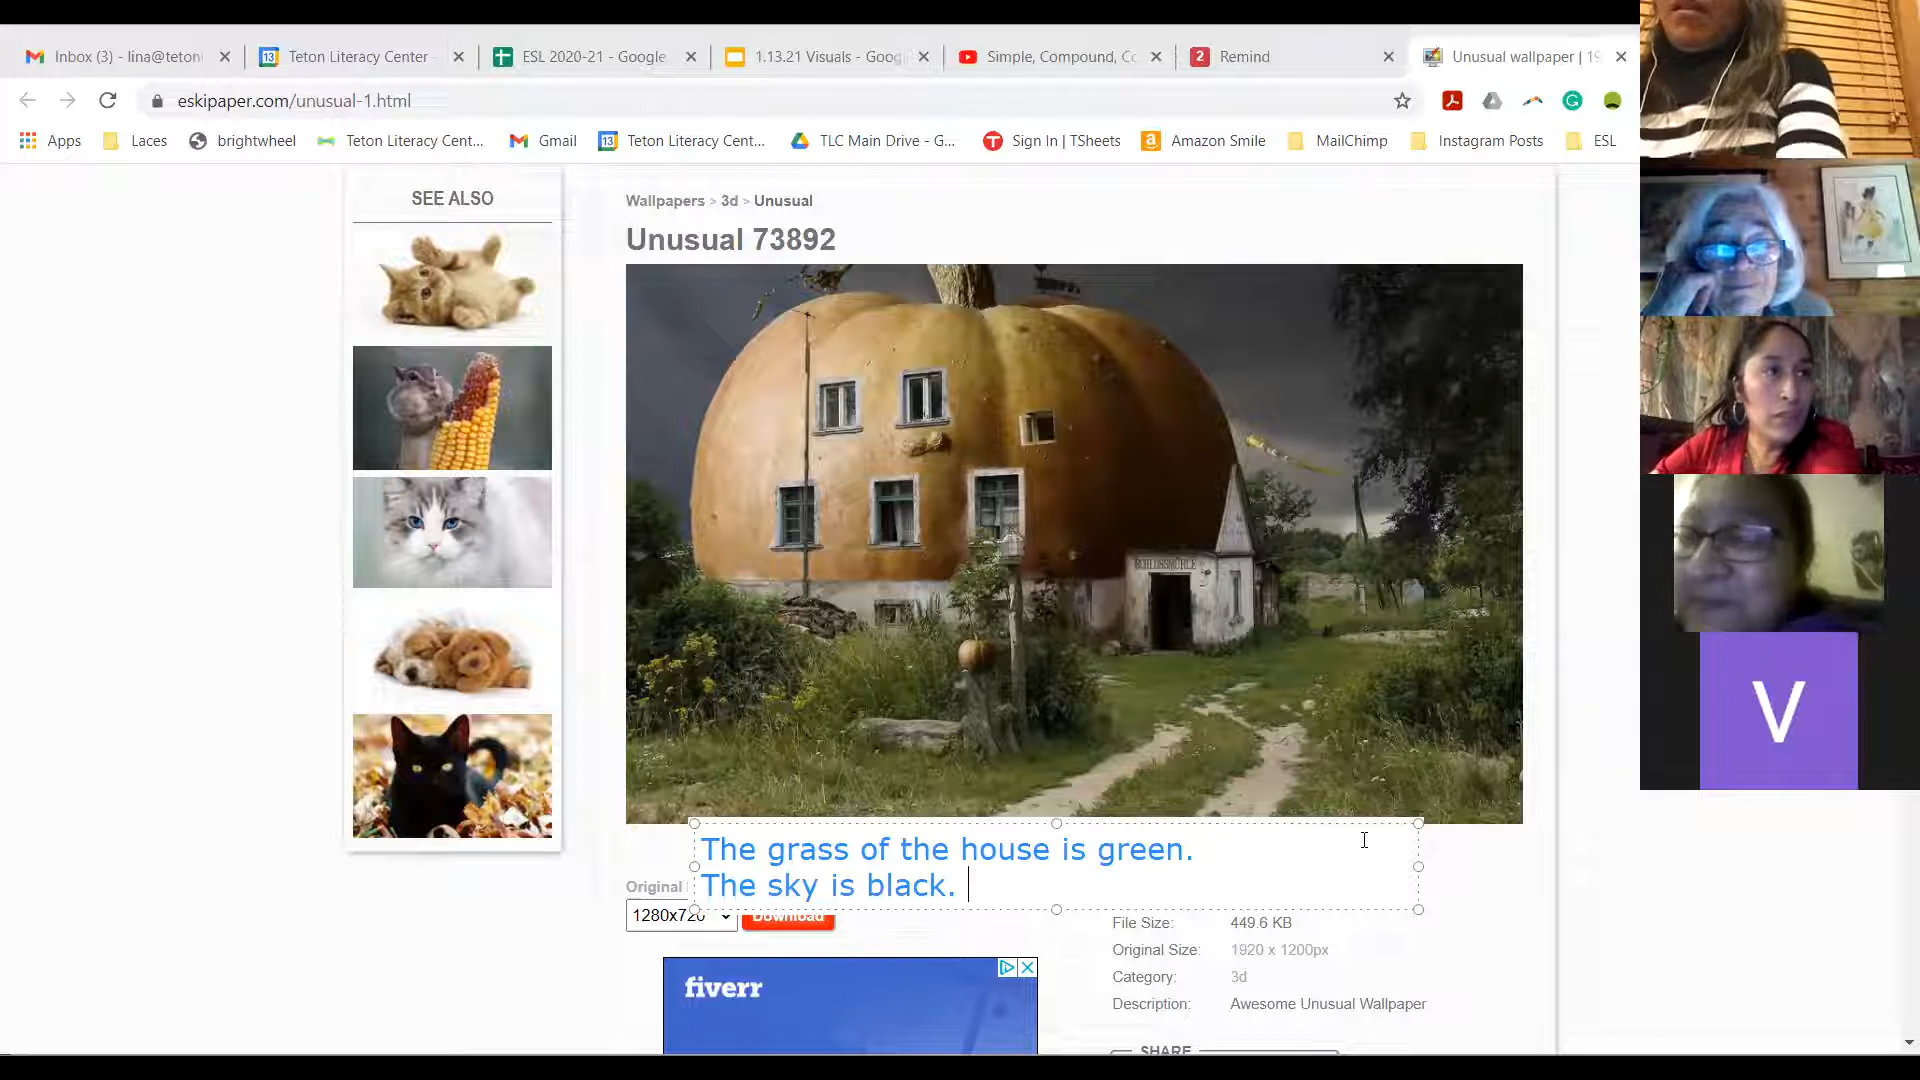 Inbox (3) - lina@teton
Teton Literacy Center -
ESL 2020-21 - Google
1.13.21 Visuals - Goog
Simple, Compound, Co
Remind
Unusual wallpaper | 19
eskipaper.com/unusual-1.html
Apps
Laces
brightwheel
Teton Literacy Cent...
Gmail
Teton Literacy Cent...
TLC Main Drive - G...
Sign In | TSheets
Amazon Smile
MailChimp
Instagram Posts
ESL
SEE ALSO
Wallpapers > 3d > Unusual
Unusual 73892
SCHLOSSMÜHLE
The grass of the house is green.
The sky is black.
Original
1280x720
Download
File Size: 449.6 KB
Original Size: 1920 x 1200px
Category: 3d
Description: Awesome Unusual Wallpaper
fiverr
SHARE
V